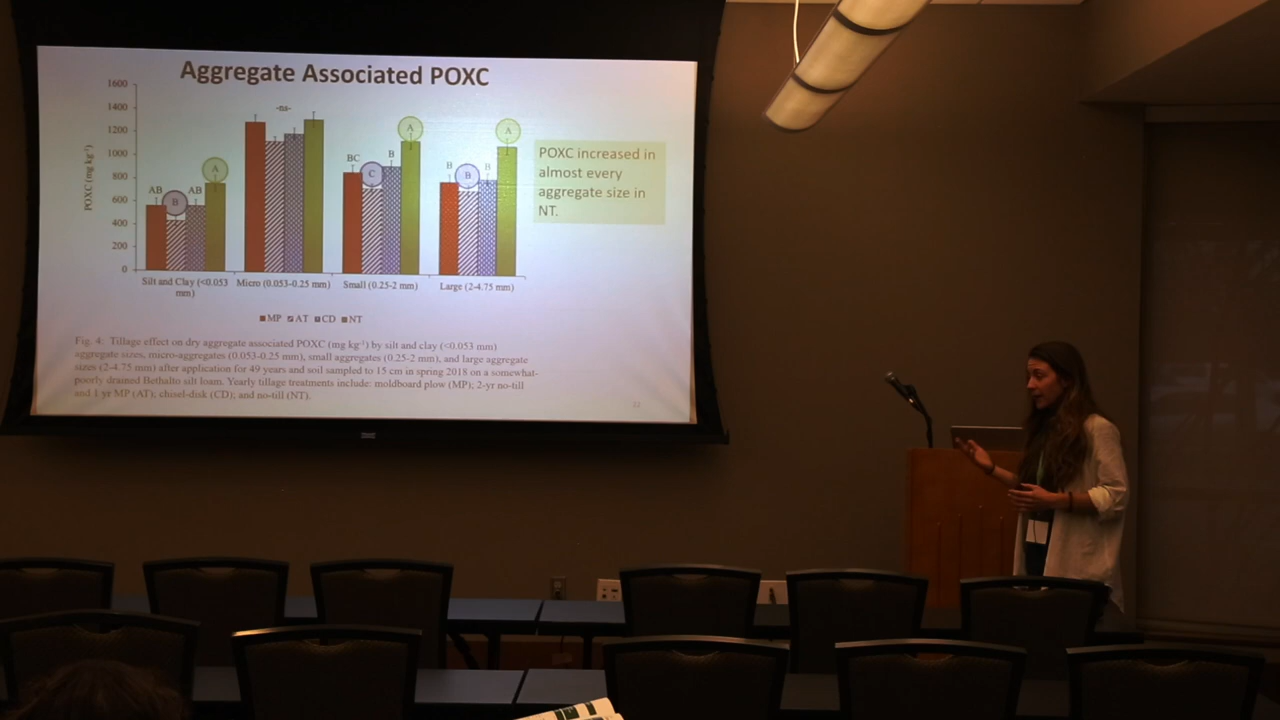 Aggregate Associated POXC
1600
1400
1200
1000
800
600
400
200
0
POXC (mg kg-1)
AB
B
AB
A
-ns-
BC
C
B
A
B
B
B
A
Silt and Clay (<0.053
mm)
Micro (0.053-0.25 mm)
Small (0.25-2 mm)
Large (2-4.75 mm)
MP AT CD NT
POXC increased in
almost every
aggregate size in
NT.
Fig. 4: Tillage effect on dry aggregate associated POXC (mg kg-1) by silt and clay (<0.053 mm)
aggregate sizes, micro-aggregates (0.053-0.25 mm), small aggregates (0.25-2 mm), and large aggregate
sizes (2-4.75 mm) after application for 49 years and soil sampled to 15 cm in spring 2018 on a somewhat-
poorly drained Bethalto silt loam. Yearly tillage treatments include: moldboard plow (MP); 2-yr no-till
and 1 yr MP (AT); chisel-disk (CD); and no-till (NT).